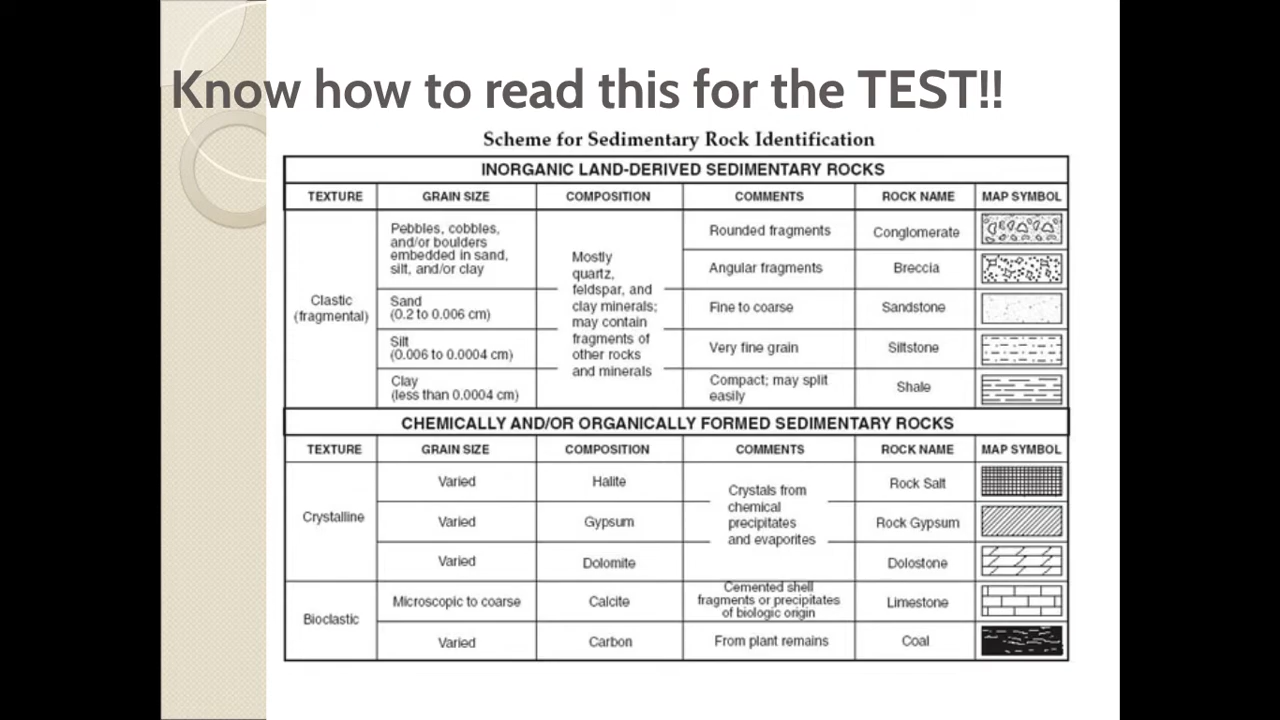 Know how to read this for the TEST!!
Scheme for Sedimentary Rock Identification
INORGANIC LAND-DERIVED SEDIMENTARY ROCKS
TEXTURE GRAIN SIZE COMPOSITION COMMENTS ROCK NAME MAP SYMBOL
Clastic
(fragmental)
Pebbles, cobbles,
and/or boulders
embedded in sand,
silt, and/or clay
Mostly
quartz,
feldspar, and
clay minerals;
may contain
fragments of
other rocks
and minerals
Rounded fragments Conglomerate
Angular fragments Breccia
Sand
(0.2 to 0.006 cm)
Fine to coarse Sandstone
Silt
(0.006 to 0.0004 cm)
Very fine grain Siltstone
Clay
(less than 0.0004 cm)
Compact; may split
easily
Shale
CHEMICALLY AND/OR ORGANICALLY FORMED SEDIMENTARY ROCKS
TEXTURE GRAIN SIZE COMPOSITION COMMENTS ROCK NAME MAP SYMBOL
Crystalline
Varied Halite
Crystals from
chemical
precipitates
and evaporites
Rock Salt
Varied Gypsum Rock Gypsum
Varied Dolomite Dolostone
Bioclastic
Microscopic to coarse Calcite
Cemented shell
fragments or precipitates
of biologic origin
Limestone
Varied Carbon From plant remains Coal